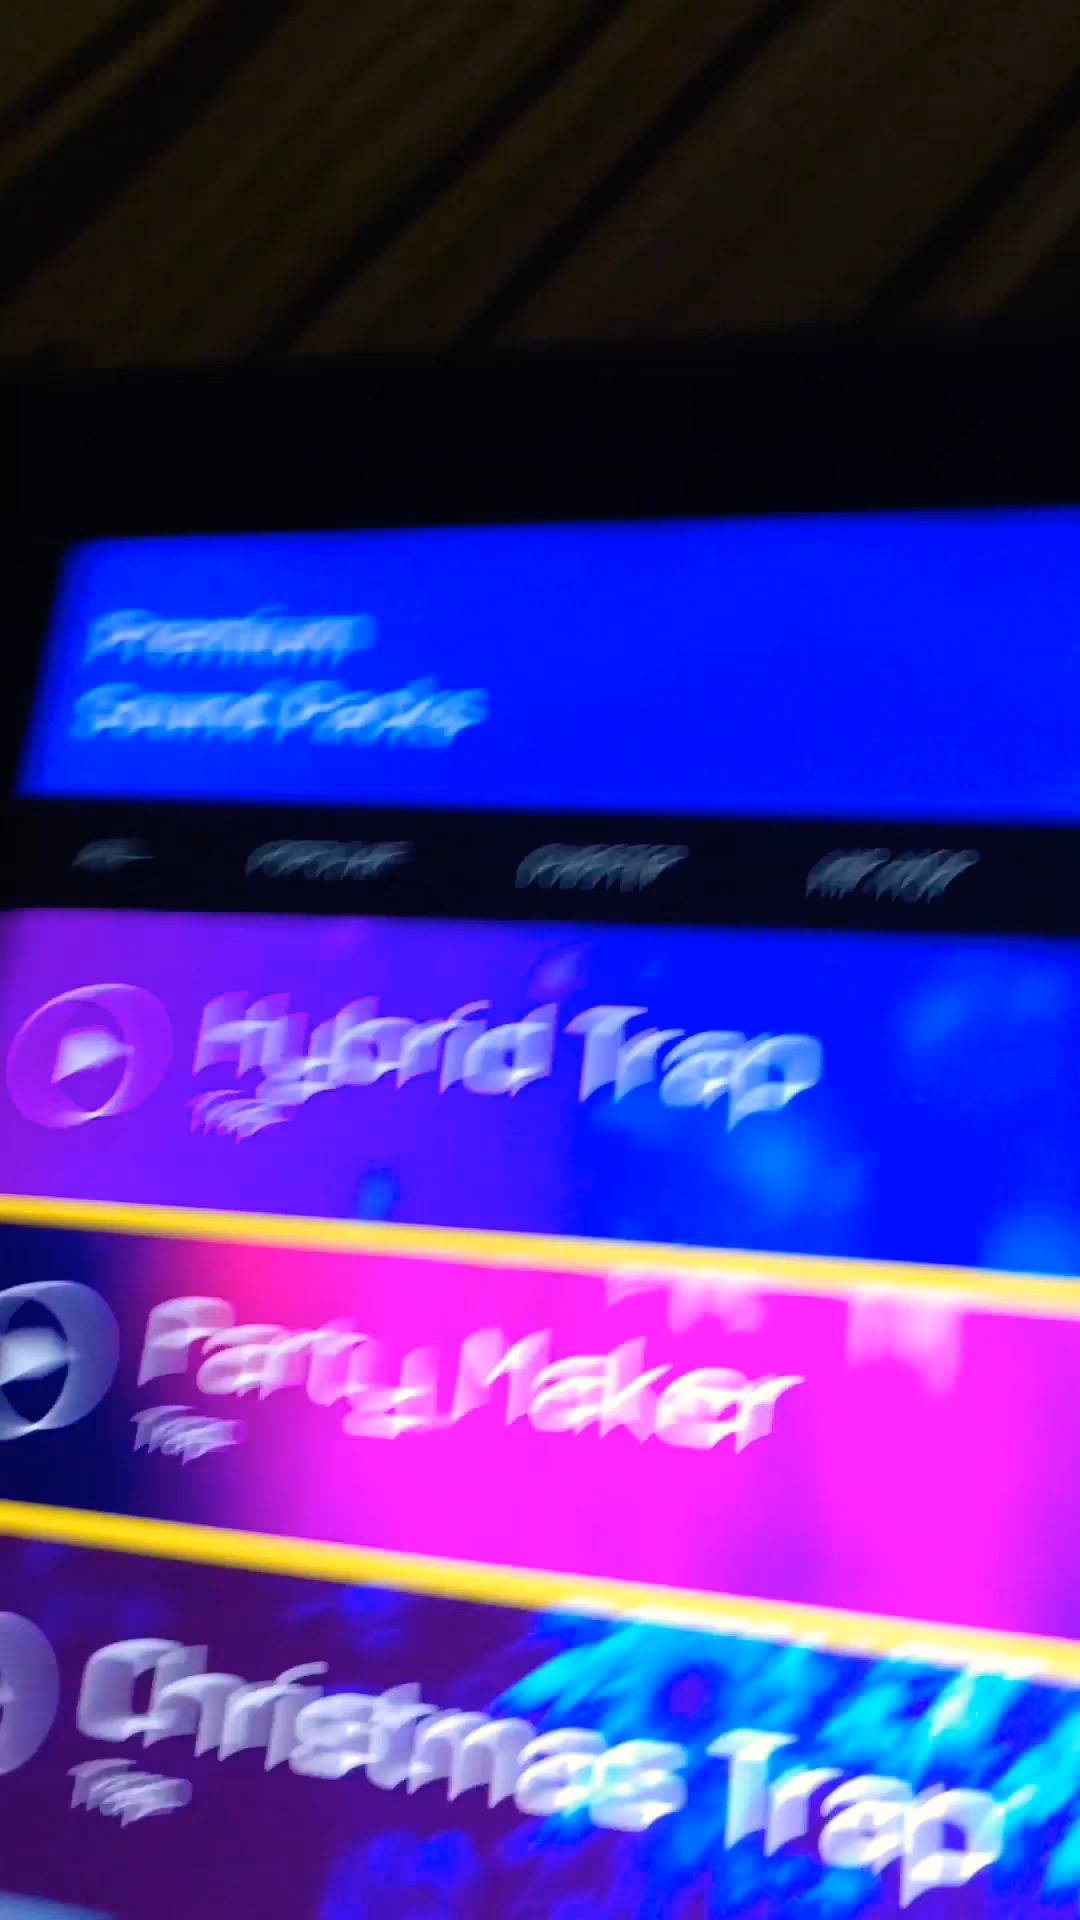 Premium
Sound Packs
Hybrid Trap
Trap
Party Maker
Trap
Christmas Trap
Trap